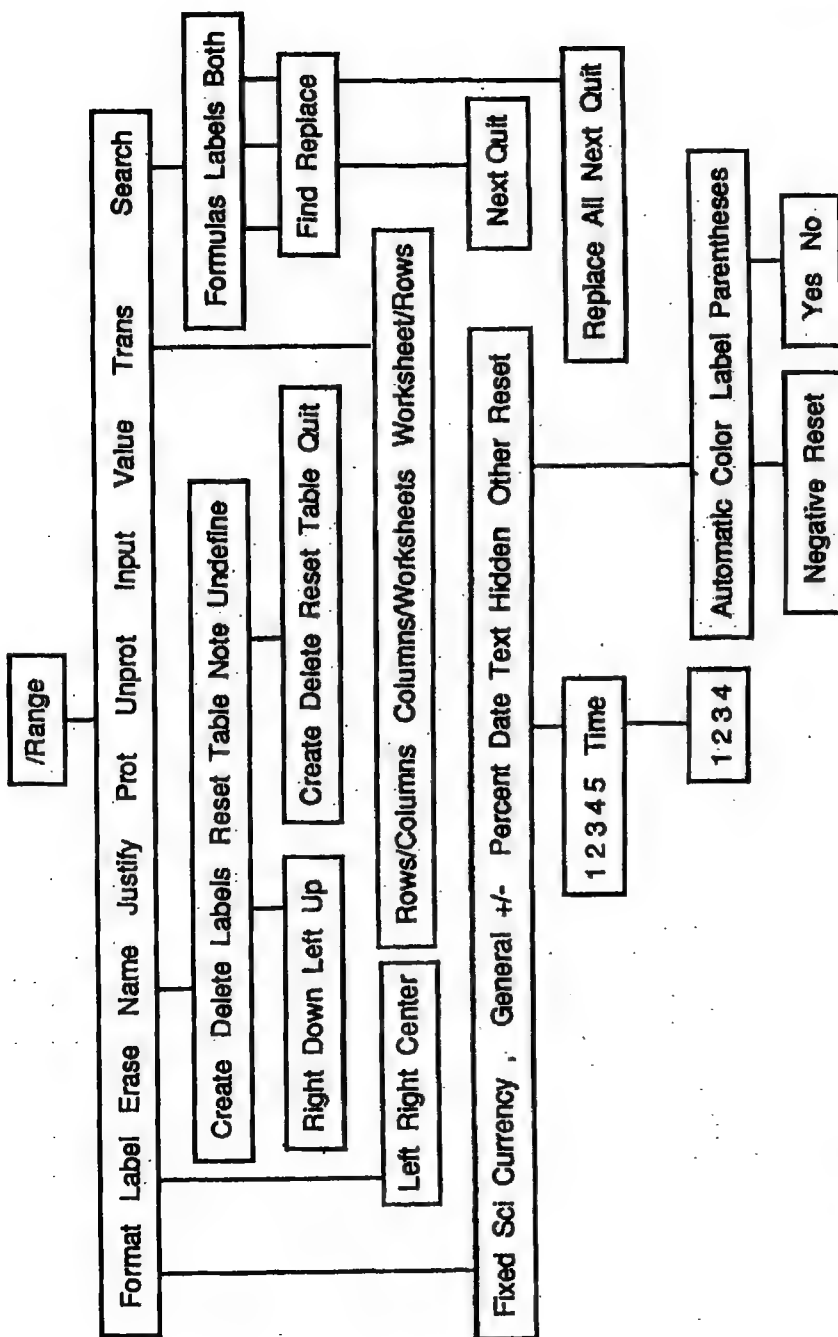 /Range
Format Label Erase Name Justify Prot Unprot Input Value Trans Search
Create Delete Labels Reset Table Note Undefine
Formulas Labels Both
Right Down Left Up
Create Delete Reset Table Quit
Find Replace
Left Right Center
Rows/Columns Columns/Worksheets Worksheet/Rows
Next Quit
Fixed Sci Currency , General +/- Percent Date Text Hidden Other Reset
Replace All Next Quit
1 2 3 4 5 Time
1 2 3 4
Automatic Color Label Parentheses
Negative Reset
Yes No